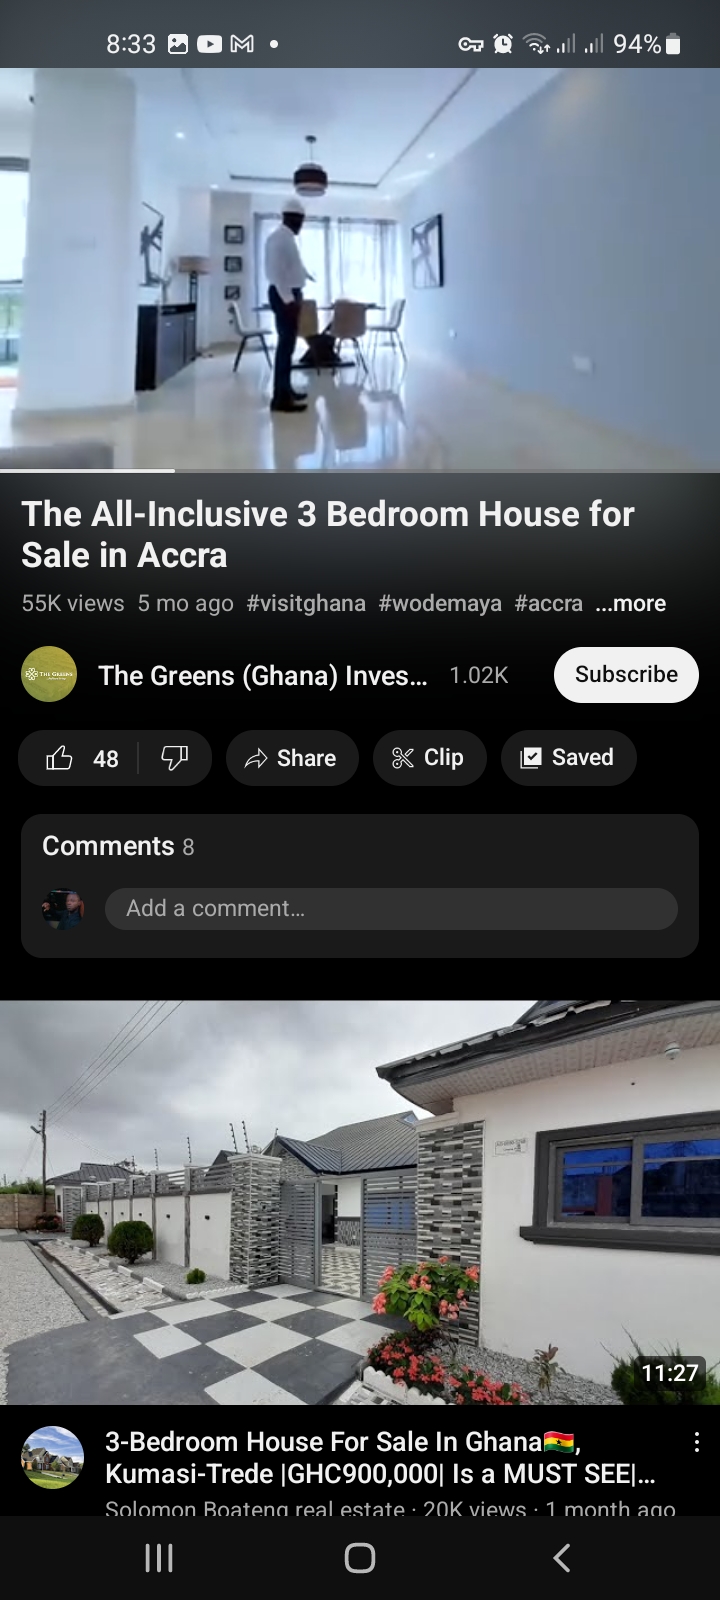 8:33
94%
The All-Inclusive 3 Bedroom House for
Sale in Accra
55K views 5 mo ago #visitghana #wodemaya #accra ...more
THE GREENS
The Greens (Ghana) Inves... 1.02K
Subscribe
48
Share
Clip
Saved
Comments 8
Add a comment...
11:27
3-Bedroom House For Sale In Ghana🇬🇭,
Kumasi-Trede |GHC900,000| Is a MUST SEE|...
Solomon Boateng real estate · 20K views · 1 month ago